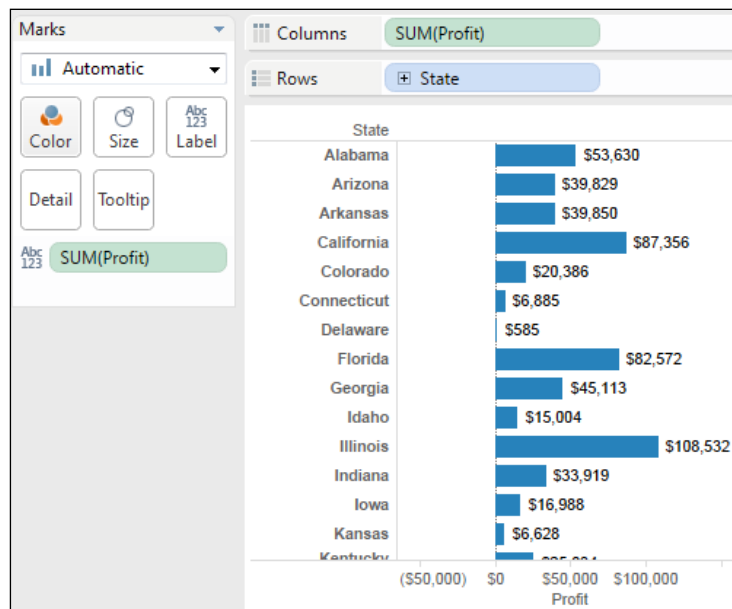 Marks
Automatic
Color Size Abc 123 Label
Detail Tooltip
Abc 123 SUM(Profit)
Columns SUM(Profit)
Rows State
State
Alabama $53,630
Arizona $39,829
Arkansas $39,850
California $87,356
Colorado $20,386
Connecticut $6,885
Delaware $585
Florida $82,572
Georgia $45,113
Idaho $15,004
Illinois $108,532
Indiana $33,919
Iowa $16,988
Kansas $6,628
Kentucky
($50,000) $0 $50,000 $100,000
Profit